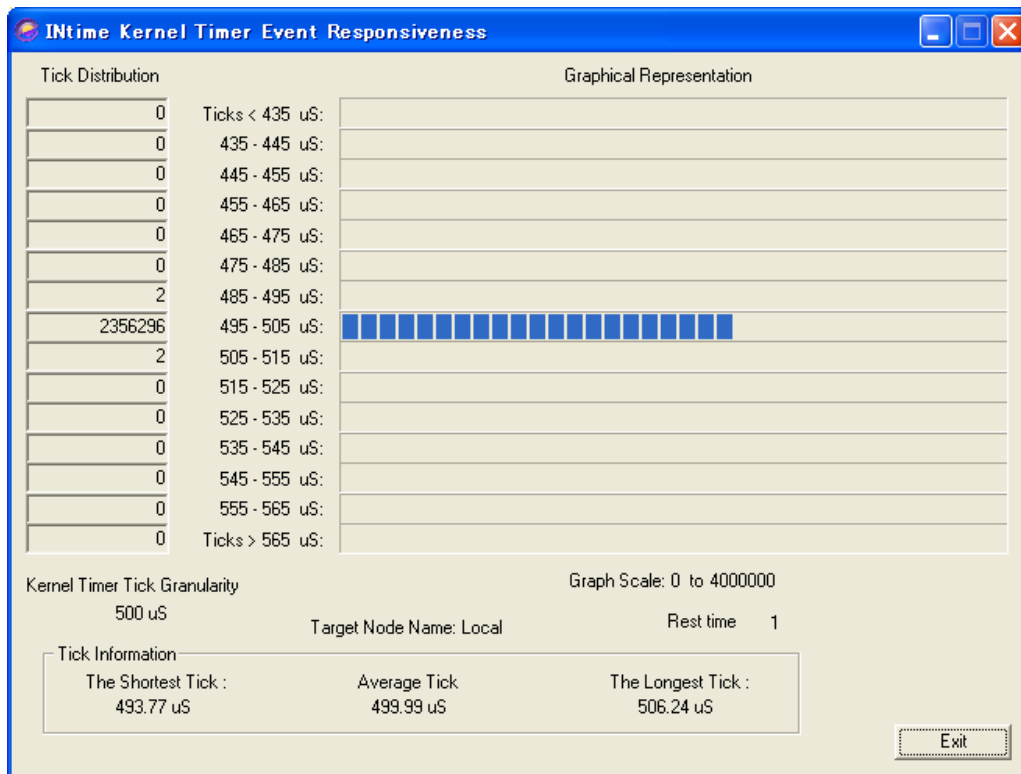 INtime Kernel Timer Event Responsiveness
Tick Distribution Graphical Representation
0 Ticks < 435 uS:
0 435 - 445 uS:
0 445 - 455 uS:
0 455 - 465 uS:
0 465 - 475 uS:
0 475 - 485 uS:
2 485 - 495 uS:
2356296 495 - 505 uS:
2 505 - 515 uS:
0 515 - 525 uS:
0 525 - 535 uS:
0 535 - 545 uS:
0 545 - 555 uS:
0 555 - 565 uS:
0 Ticks > 565 uS:
Kernel Timer Tick Granularity Graph Scale: 0 to 4000000
500 uS Target Node Name: Local Rest time 1
Tick Information
The Shortest Tick : Average Tick The Longest Tick :
493.77 uS 499.99 uS 506.24 uS
Exit